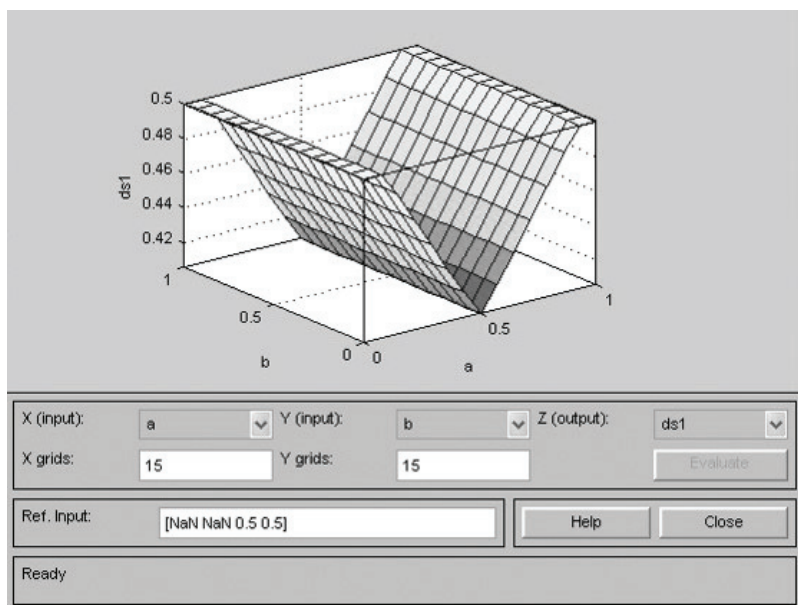 0.5
0.48
0.46
0.44
0.42
ds1
1
0.5
0
b
0
0.5
1
a
X (input):
a
Y (input):
b
Z (output):
ds1
X grids:
15
Y grids:
15
Evaluate
Ref. Input:
[NaN NaN 0.5 0.5]
Help
Close
Ready